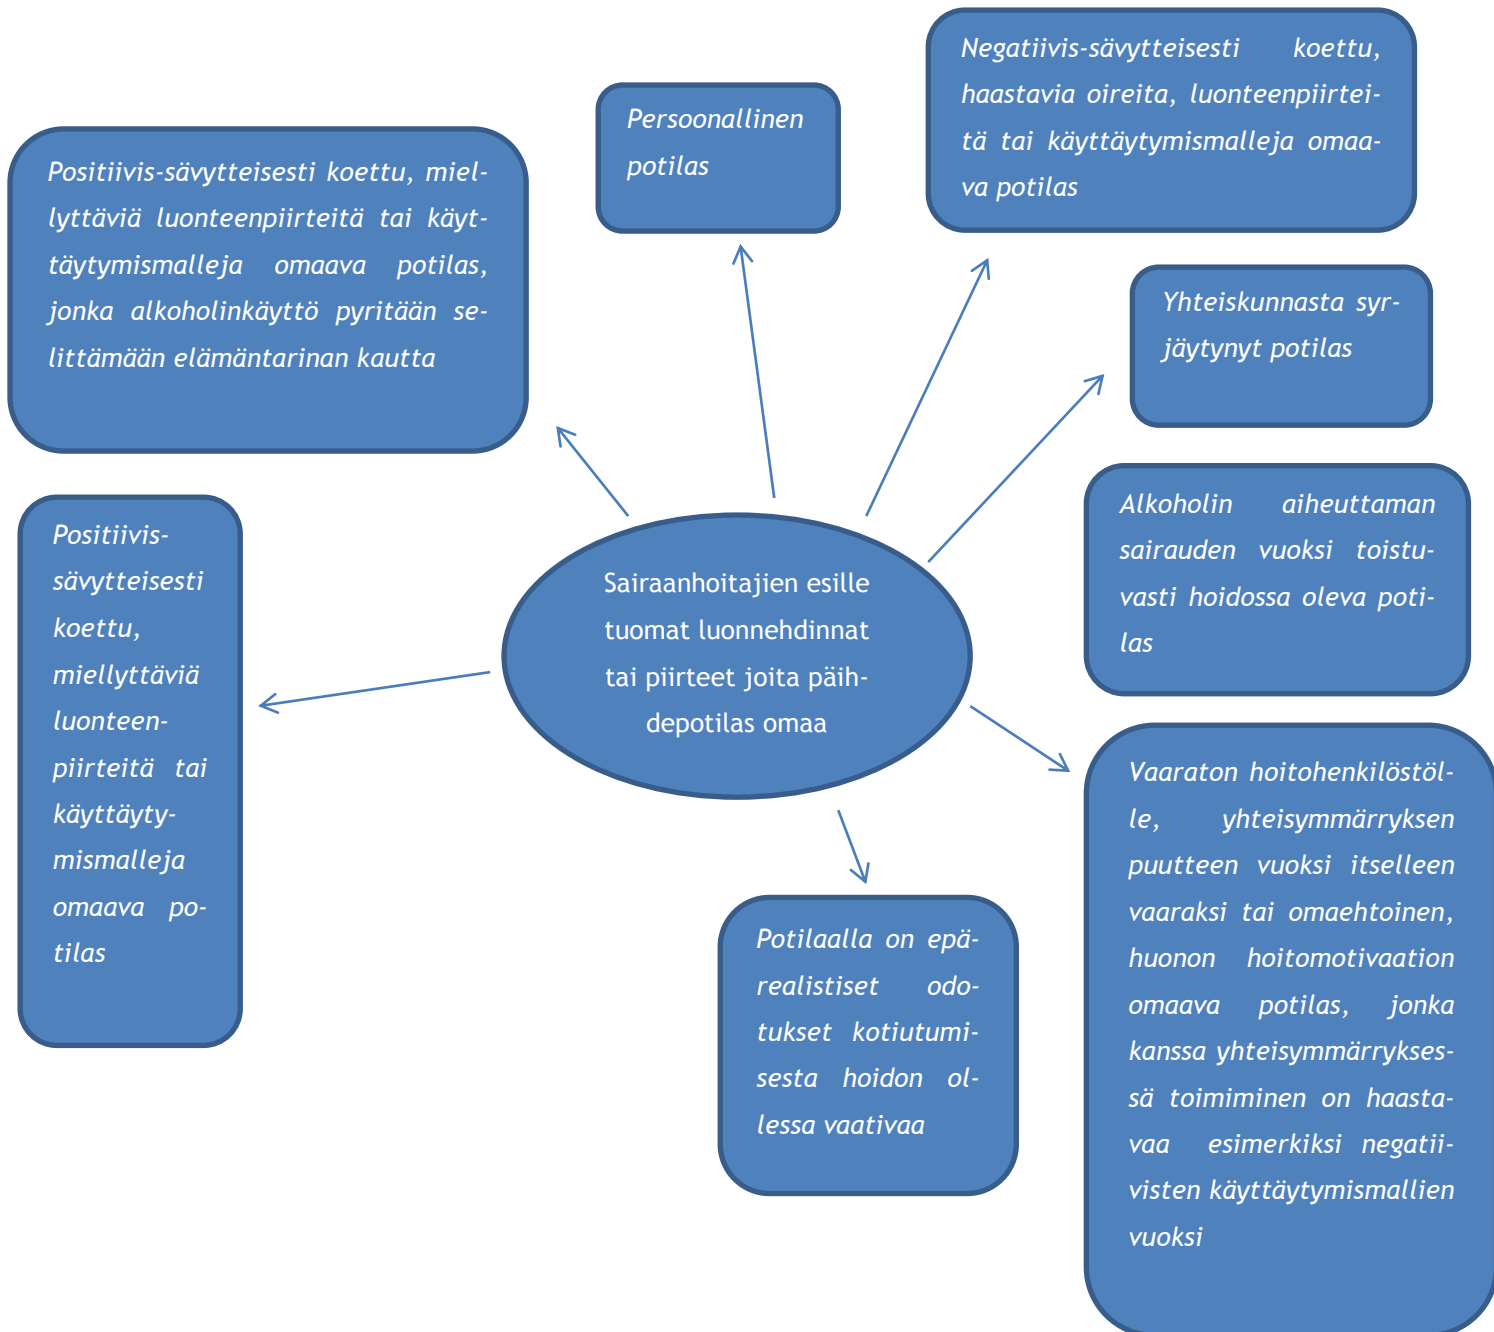 Negatiivis-sävytteisesti koettu,
haastavia oireita, luonteenpiirtei-
tä tai käyttäytymismalleja omaa-
va potilas
Persoonallinen
potilas
Positiivis-sävytteisesti koettu, miel-
lyttäviä luonteenpiirteitä tai käyt-
täytymismalleja omaava potilas,
jonka alkoholinkäyttö pyritään se-
littämään elämäntarinan kautta
Yhteiskunnasta syr-
jäytynyt potilas
Alkoholin aiheuttaman
sairauden vuoksi toistu-
vasti hoidossa oleva poti-
las
Positiivis-
sävytteisesti
koettu,
miellyttäviä
luonteen-
piirteitä tai
käyttäyty-
mismalleja
omaava po-
tilas
Sairaanhoitajien esille
tuomat luonnehdinnat
tai piirteet joita päih-
depotilas omaa
Vaaraton hoitohenkilöstöl-
le, yhteisymmärryksen
puutteen vuoksi itselleen
vaaraksi tai omaehtoinen,
huonon hoitomotivaation
omaava potilas, jonka
kanssa yhteisymmärrykses-
sä toimiminen on haasta-
vaa esimerkiksi negatii-
visten käyttäytymismallien
vuoksi
Potilaalla on epä-
realistiset odo-
tukset kotiutumi-
sesta hoidon ol-
lessa vaativaa